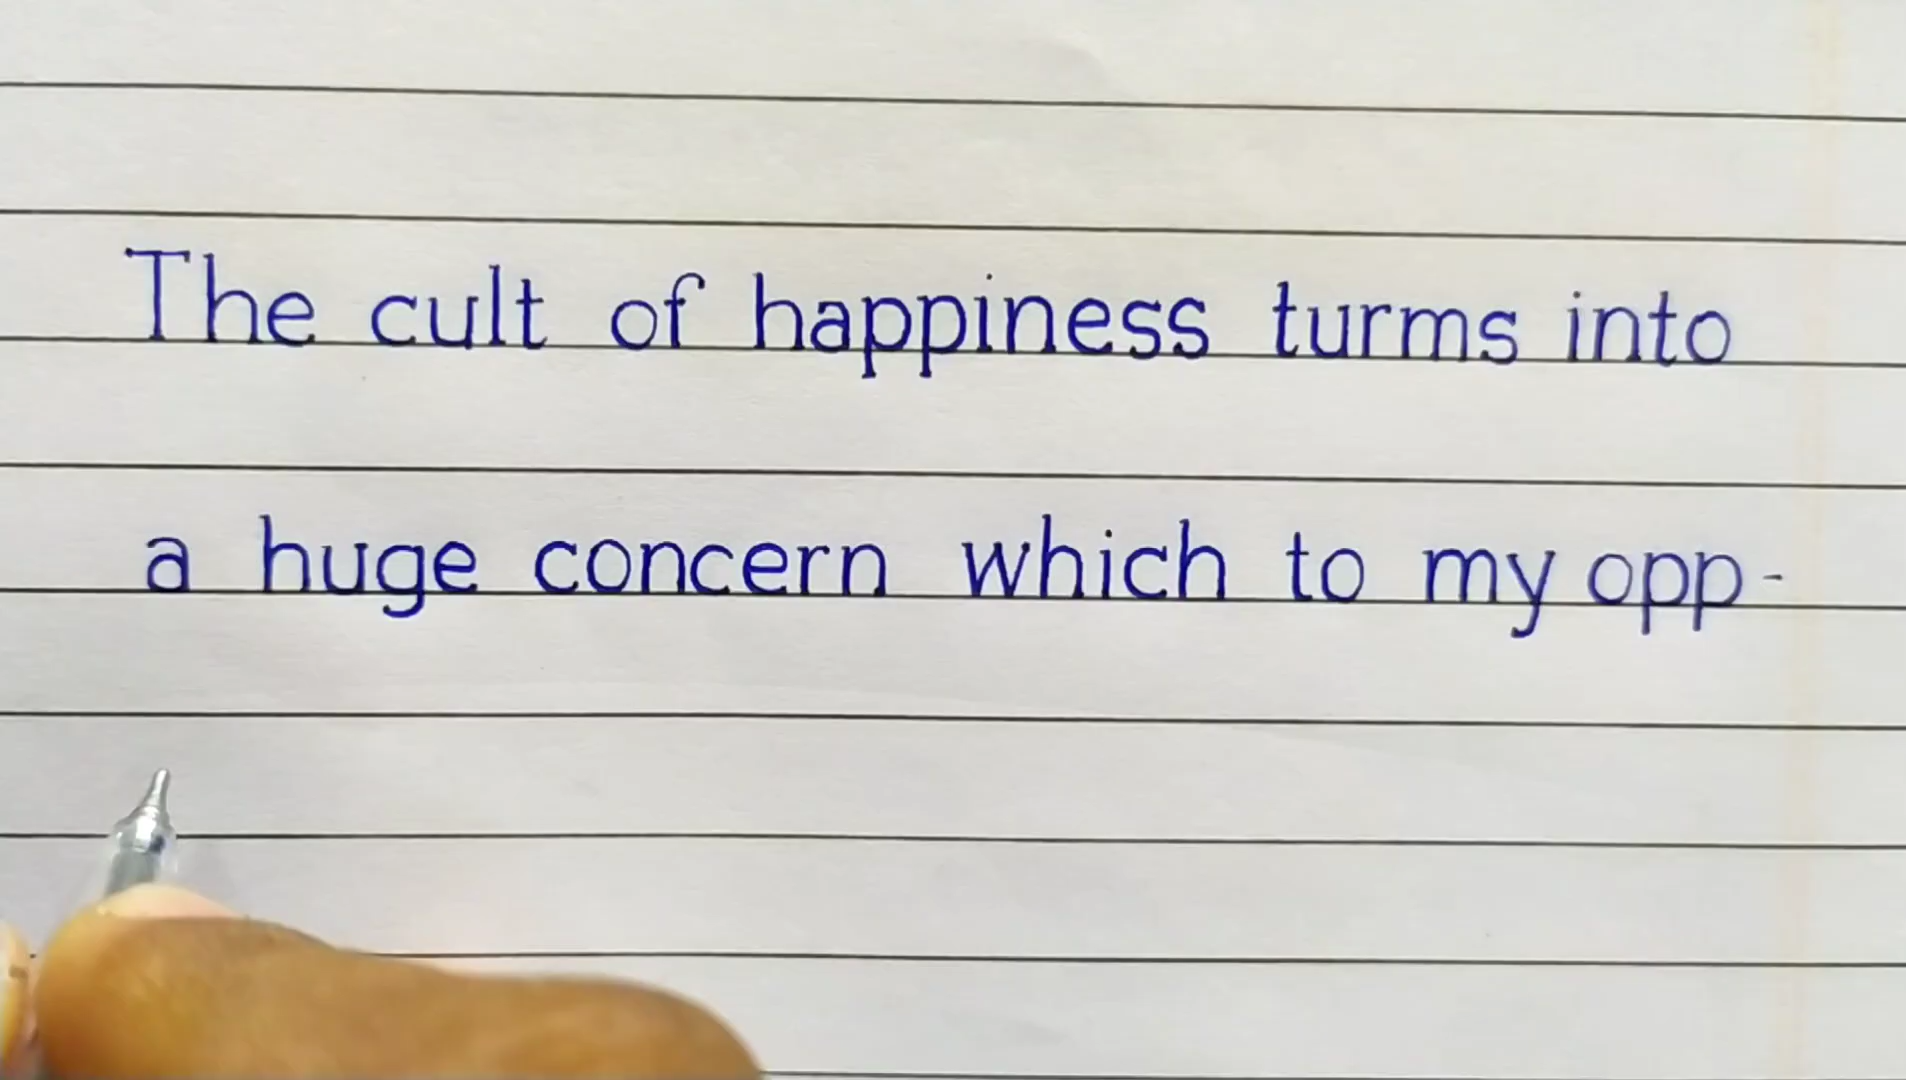 The cult of happiness turms into
a huge concern which to my opp-